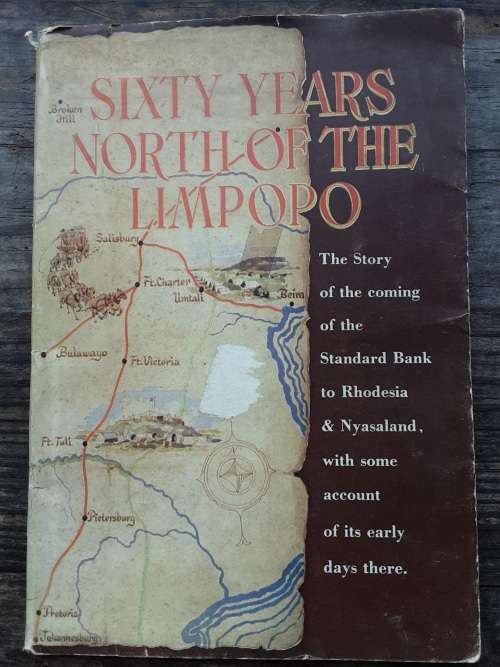 SIXTY YEARS
NORTH OF THE
LIMPOPO
Broken
Hill
Salisbury
Ft. Charter
Umtali
Beira
Bulawayo
Ft. Victoria
Ft. Tuli
Pietersburg
Pretoria
Johannesburg
The Story
of the coming
of the
Standard Bank
to Rhodesia
& Nyasaland,
with some
account
of its early
days there.